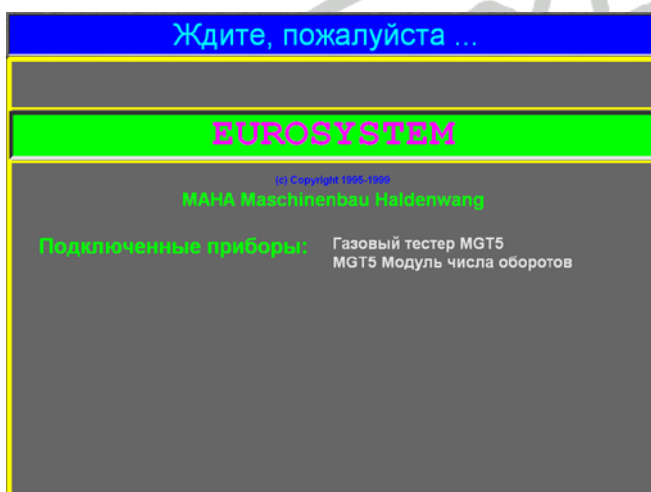 Ждите, пожалуйста ...
EUROSYSTEM
(c) Copyright 1995-1999
MAHA Maschinenbau Haldenwang
Подключенные приборы:
Газовый тестер MGT5
MGT5 Модуль числа оборотов